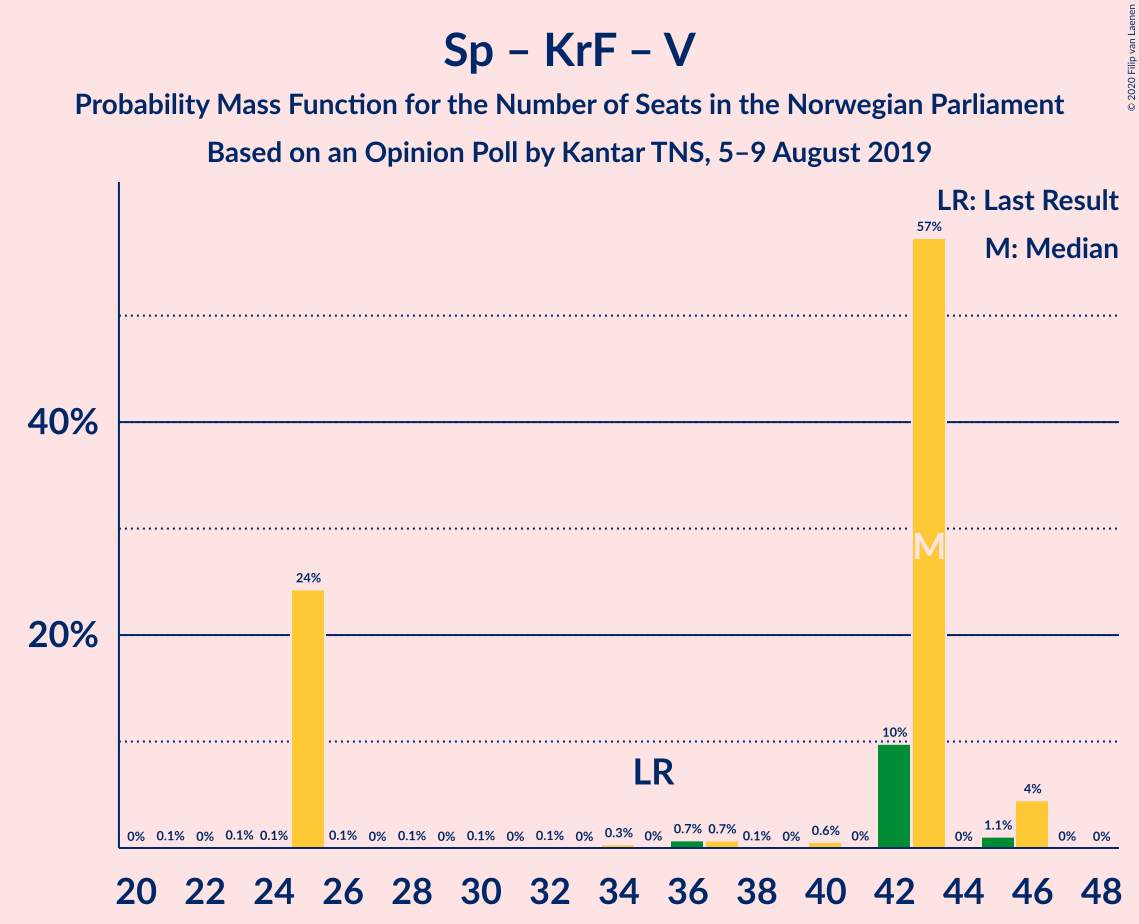 Sp – KrF – V
Probability Mass Function for the Number of Seats in the Norwegian Parliament
Based on an Opinion Poll by Kantar TNS, 5–9 August 2019
© 2020 Filip van Laenen
LR: Last Result
M: Median
40%
20%
0% 0.1% 0% 0.1% 0.1% 24% 0.1% 0% 0.1% 0% 0.1% 0% 0.1% 0% 0.3% 0% 0.7% 0.7% 0.1% 0% 0.6% 0% 10% 57% 0% 1.1% 4% 0% 0%
LR
M
20 22 24 26 28 30 32 34 36 38 40 42 44 46 48